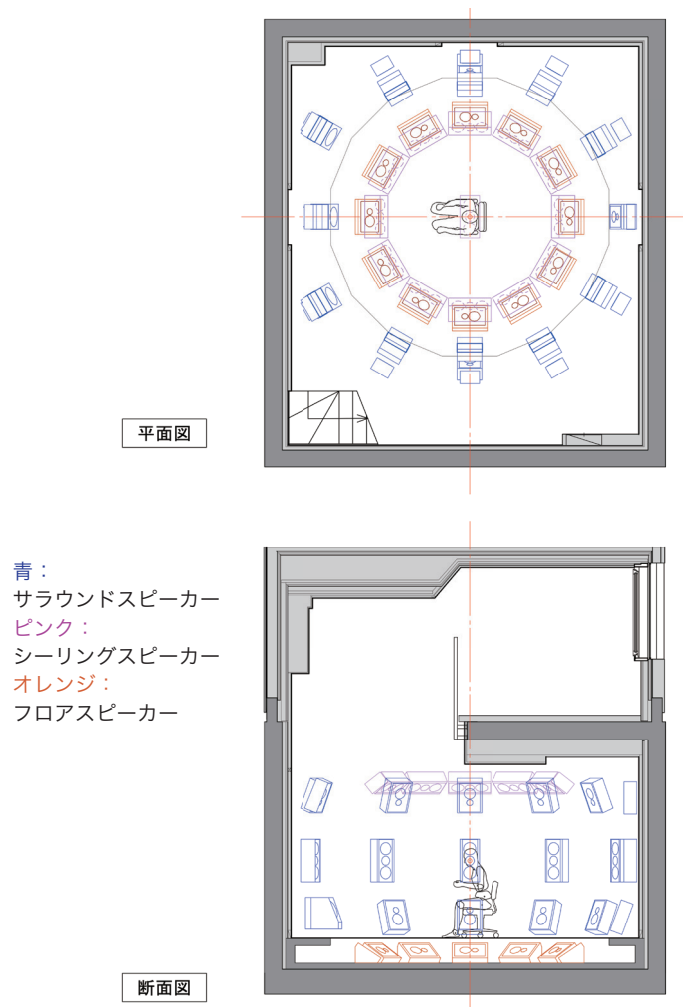 平面図
青：
サラウンドスピーカー
ピンク：
シーリングスピーカー
オレンジ：
フロアスピーカー
断面図